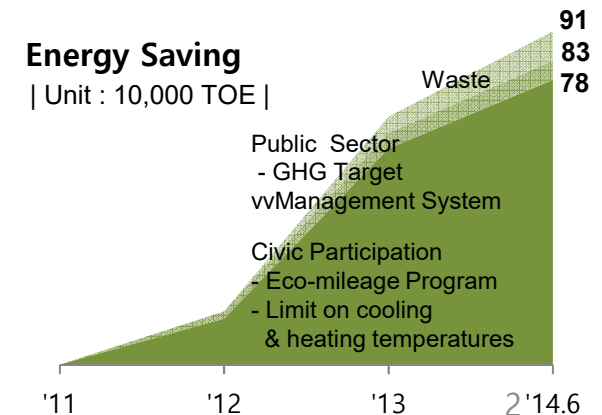 91
Energy Saving
83
| Unit : 10,000 TOE |
Waste
78
Public Sector
- GHG Target
vvManagement System
Civic Participation
- Eco-mileage Program
- Limit on cooling
& heating temperatures
'11 '12 '13 2 '14.6